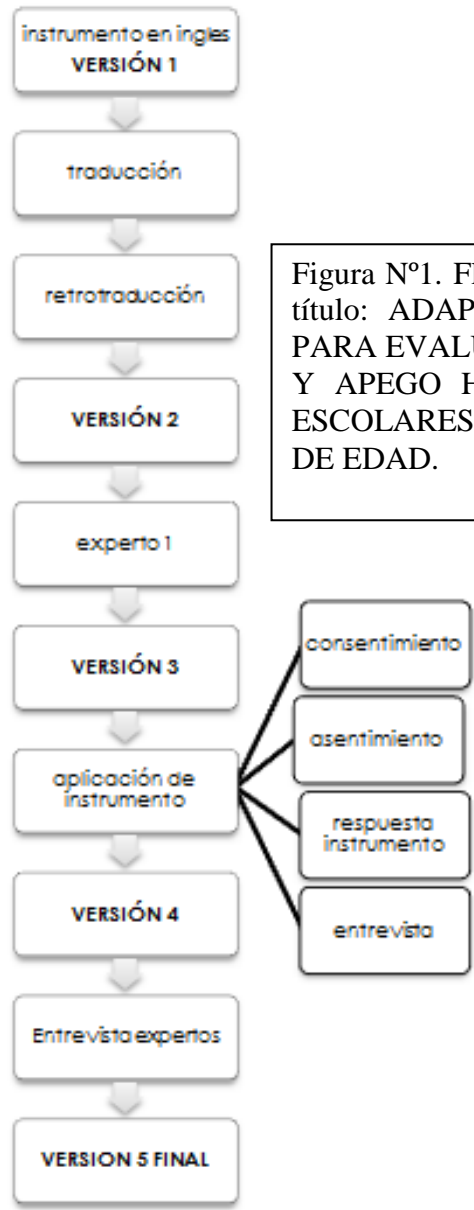 instrumento en ingles
VERSIÓN 1
traducción
retrotraducción
VERSIÓN 2
experto 1
VERSIÓN 3
aplicación de
instrumento
VERSIÓN 4
Entrevista expertos
VERSION 5 FINAL
consentimiento
asentimiento
respuesta
instrumento
entrevista
Figura Nº1.
título: ADAP
PARA EVALU
Y APEGO H
ESCOLARES
DE EDAD.